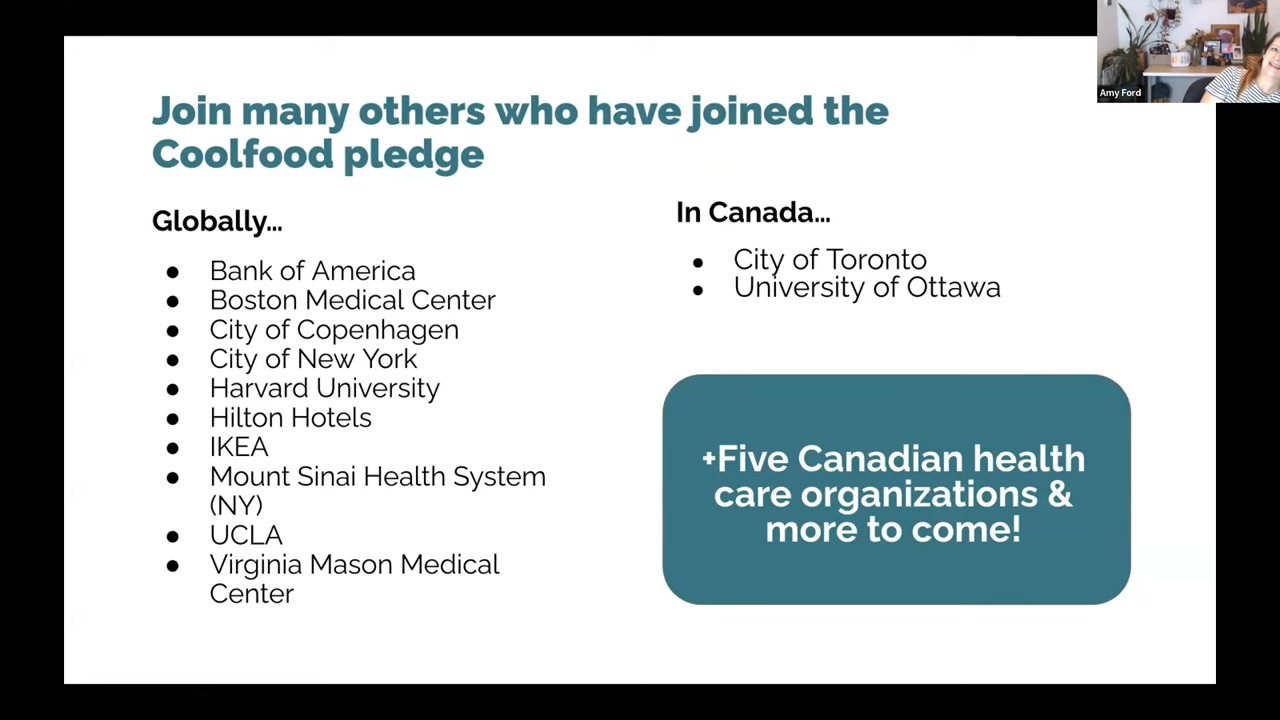 Join many others who have joined the
Coolfood pledge
Globally...
● Bank of America
● Boston Medical Center
● City of Copenhagen
● City of New York
● Harvard University
● Hilton Hotels
● IKEA
● Mount Sinai Health System
(NY)
● UCLA
● Virginia Mason Medical
Center
In Canada...
● City of Toronto
● University of Ottawa
+Five Canadian health
care organizations &
more to come!
Amy Ford